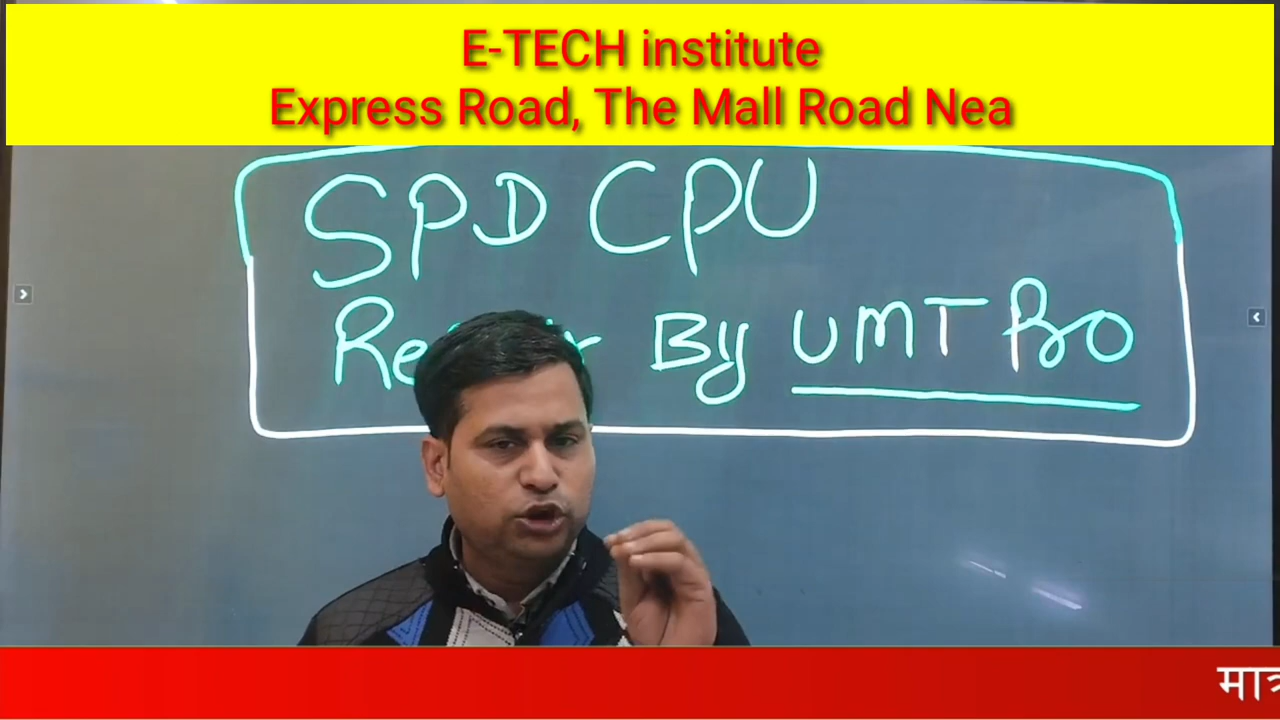 E-TECH institute
Express Road, The Mall Road Nea
SPD CPU
By UMT Pro
मात्र